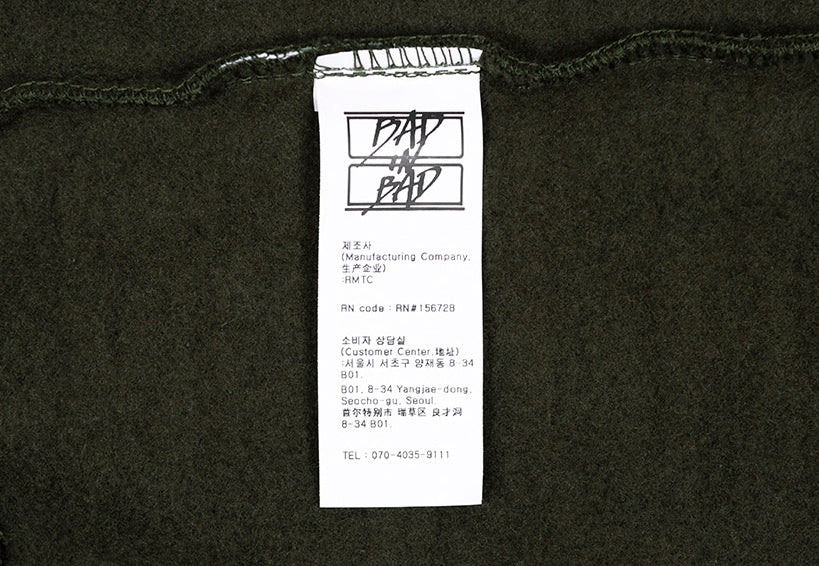 BAD
IN
BAD
제조사
(Manufacturing Company,
生产企业)
:RMTC
RN code : RN#156728
소비자 상담실
(Customer Center,地址)
:서울시 서초구 양재동 8-34
B01.
B01, 8-34 Yangjae-dong,
Seocho-gu, Seoul.
首尔特别市 瑞草区 良才洞
8-34 B01.
TEL : 070-4035-9111